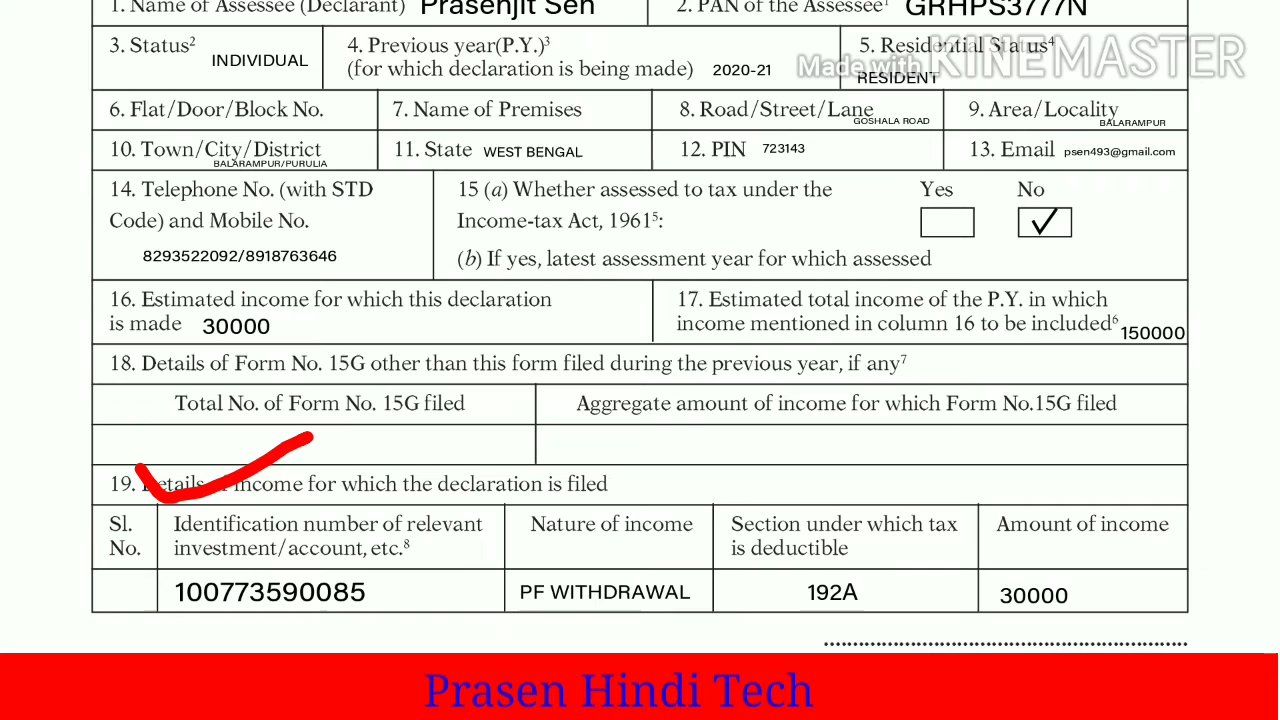 1. Name of Assessee (Declarant) Prasenjit Sen 2. PAN of the Assessee¹ GRHPS3777N
3. Status² INDIVIDUAL 4. Previous year(P.Y.)³ 5. Residential Status⁴
(for which declaration is being made) 2020-21 RESIDENT
Made with KINEMASTER
6. Flat/Door/Block No. 7. Name of Premises 8. Road/Street/Lane GOSHALA ROAD 9. Area/Locality BALARAMPUR
10. Town/City/District BALARAMPUR/PURULIA 11. State WEST BENGAL 12. PIN 723143 13. Email psen493@gmail.com
14. Telephone No. (with STD 15 (a) Whether assessed to tax under the Yes No
Code) and Mobile No. Income-tax Act, 1961⁵:
8293522092/8918763646 (b) If yes, latest assessment year for which assessed
16. Estimated income for which this declaration 17. Estimated total income of the P.Y. in which
is made 30000 income mentioned in column 16 to be included⁶ 150000
18. Details of Form No. 15G other than this form filed during the previous year, if any⁷
Total No. of Form No. 15G filed Aggregate amount of income for which Form No.15G filed
19. Details of income for which the declaration is filed
Sl. Identification number of relevant Nature of income Section under which tax Amount of income
No. investment/account, etc.⁸ is deductible
100773590085 PF WITHDRAWAL 192A 30000
Prasen Hindi Tech